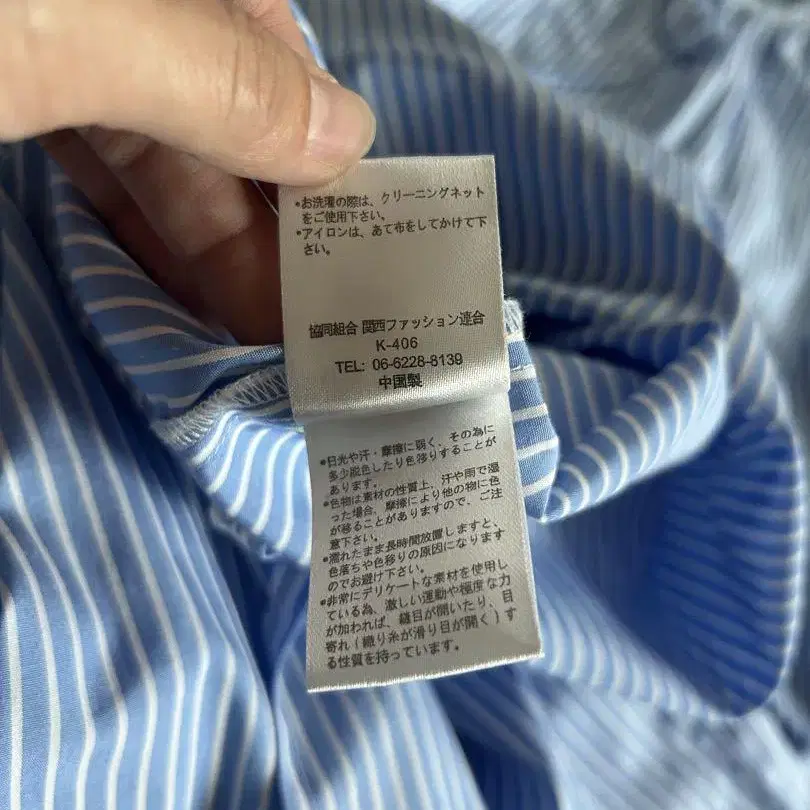 •お洗濯の際は、クリーニングネット
をご使用下さい。
•アイロンは、あて布をしてかけて下
さい。
協同組合 関西ファッション連合
K-406
TEL: 06-6228-8139
中国製
•日光や汗・摩擦に弱く、その為に
多少脱色したり色移りすることが
あります。
•色物は素材の性質上、汗や雨で湿
った場合、摩擦により他の物に色
が移ることがありますので、ご注
意下さい。
•濡れたまま長時間放置しますと、
色落ちや色移りの原因になります
のでお避け下さい。
•非常にデリケートな素材を使用し
ている為、激しい運動や極度な力
が加われば、縫目が開いたり、目
寄れ(織り糸が滑り目が開く)す
る性質を持っています。